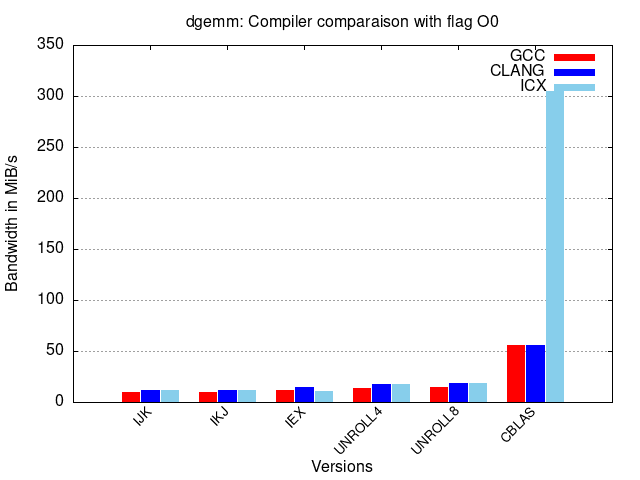 dgemm: Compiler comparaison with flag O0
GCC
CLANG
ICX
350
300
250
200
150
100
50
0
Bandwidth in MiB/s
IJK
IKJ
IEX
UNROLL4
UNROLL8
CBLAS
Versions